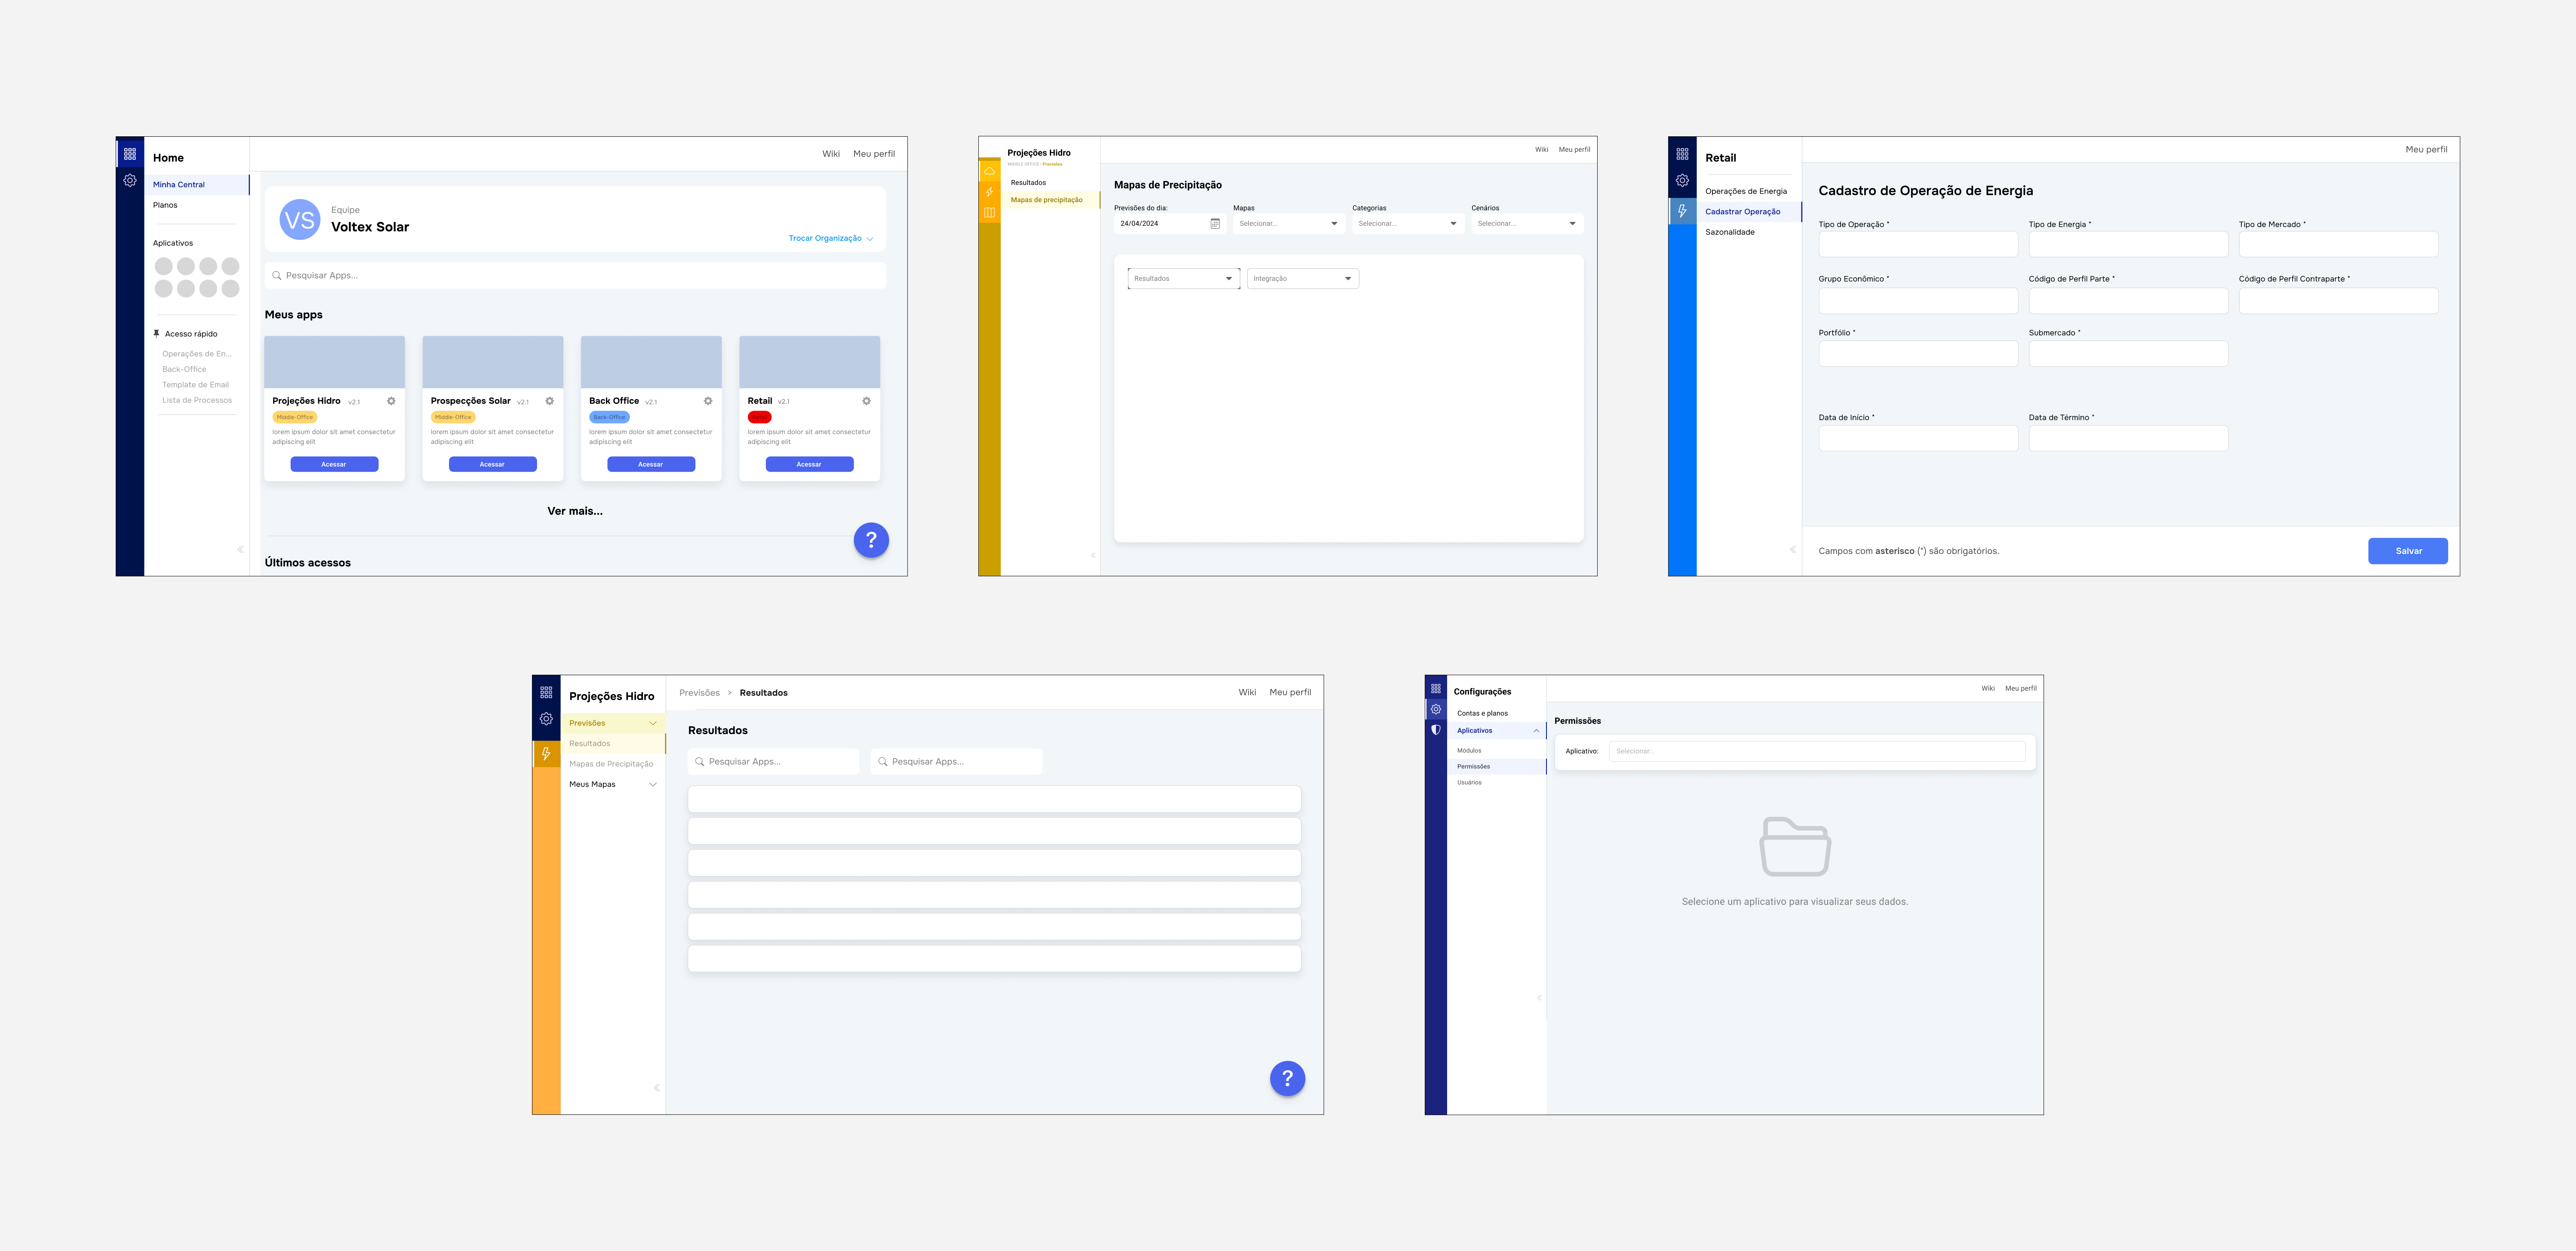 Home
Minha Central
Planos
Aplicativos
Acesso rápido
Operações de En...
Back-Office
Template de Email
Lista de Processos
Wiki Meu perfil
VS
Equipe
Voltex Solar
Trocar Organização
Pesquisar Apps...
Meus apps
Projeções Hidro v2.1
Middle-Office
lorem ipsum dolor sit amet consectetur
adipiscing elit
Acessar
Prospecções Solar v2.1
Middle-Office
lorem ipsum dolor sit amet consectetur
adipiscing elit
Acessar
Back Office v2.1
Back-Office
lorem ipsum dolor sit amet consectetur
adipiscing elit
Acessar
Retail v2.1
lorem ipsum dolor sit amet consectetur
adipiscing elit
Acessar
Ver mais...
?
Últimos acessos
Projeções Hidro
MIDDLE OFFICE - Previsões
Resultados
Mapas de precipitação
Wiki Meu perfil
Mapas de Precipitação
Previsões do dia: Mapas Categorias Cenários
24/04/2024 Selecionar... Selecionar... Selecionar...
Resultados Integração
Retail
Operações de Energia
Cadastrar Operação
Sazonalidade
Meu perfil
Cadastro de Operação de Energia
Tipo de Operação * Tipo de Energia * Tipo de Mercado *
Grupo Econômico * Código de Perfil Parte * Código de Perfil Contraparte *
Portfólio * Submercado *
Data de Início * Data de Término *
Campos com asterisco (*) são obrigatórios.
Salvar
Projeções Hidro
Previsões
Resultados
Mapas de Precipitação
Meus Mapas
Previsões > Resultados
Wiki Meu perfil
Resultados
Pesquisar Apps... Pesquisar Apps...
?
Configurações
Contas e planos
Aplicativos
Módulos
Permissões
Usuários
Wiki Meu perfil
Permissões
Aplicativo: Selecionar...
Selecione um aplicativo para visualizar seus dados.